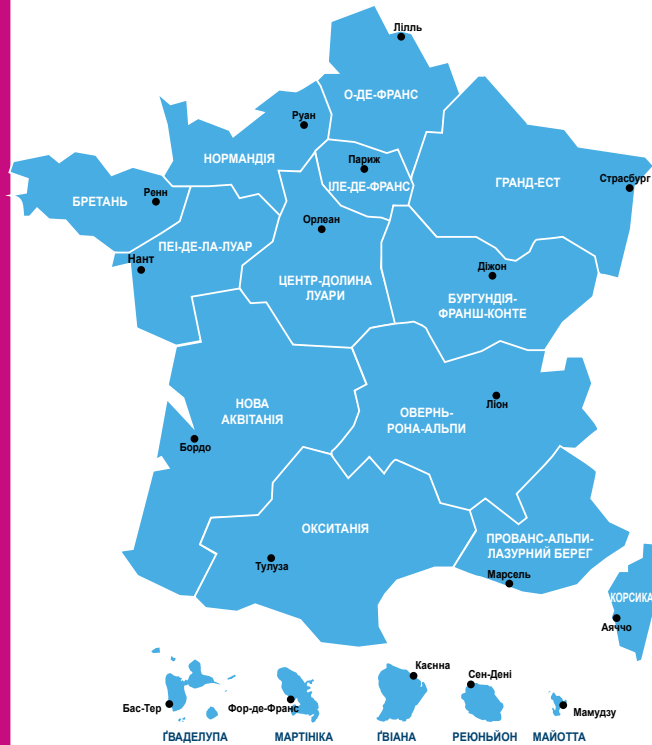 Лілль
О-ДЕ-ФРАНС
Руан
НОРМАНДІЯ
Париж
ІЛЕ-ДЕ-ФРАНС
ГРАНД-ЕСТ
Страсбург
БРЕТАНЬ
Ренн
Орлеан
ПЕІ-ДЕ-ЛА-ЛУАР
Нант
ЦЕНТР-ДОЛИНА
ЛУАРИ
Діжон
БУРГУНДІЯ-
ФРАНШ-КОНТЕ
НОВА
АКВІТАНІЯ
Бордо
ОВЕРНЬ-
РОНА-АЛЬПИ
Ліон
ОКСИТАНІЯ
Тулуза
ПРОВАНС-АЛЬПИ-
ЛАЗУРНИЙ БЕРЕГ
Марсель
КОРСИКА
Аяччо
Бас-Тер
ҐВАДЕЛУПА
Фор-де-Франс
МАРТІНІКА
Каєнна
ҐВІАНА
Сен-Дені
РЕЮНЬЙОН
Мамудзу
МАЙОТТА